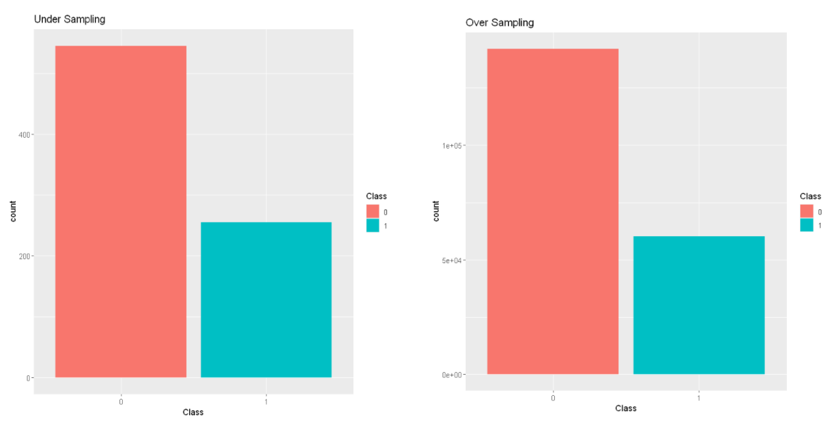 Under Sampling
400-
200-
0-
count
0
1
Class
Class
0
1
Over Sampling
1e+05-
5e+04-
0e+00-
count
0
1
Class
Class
0
1